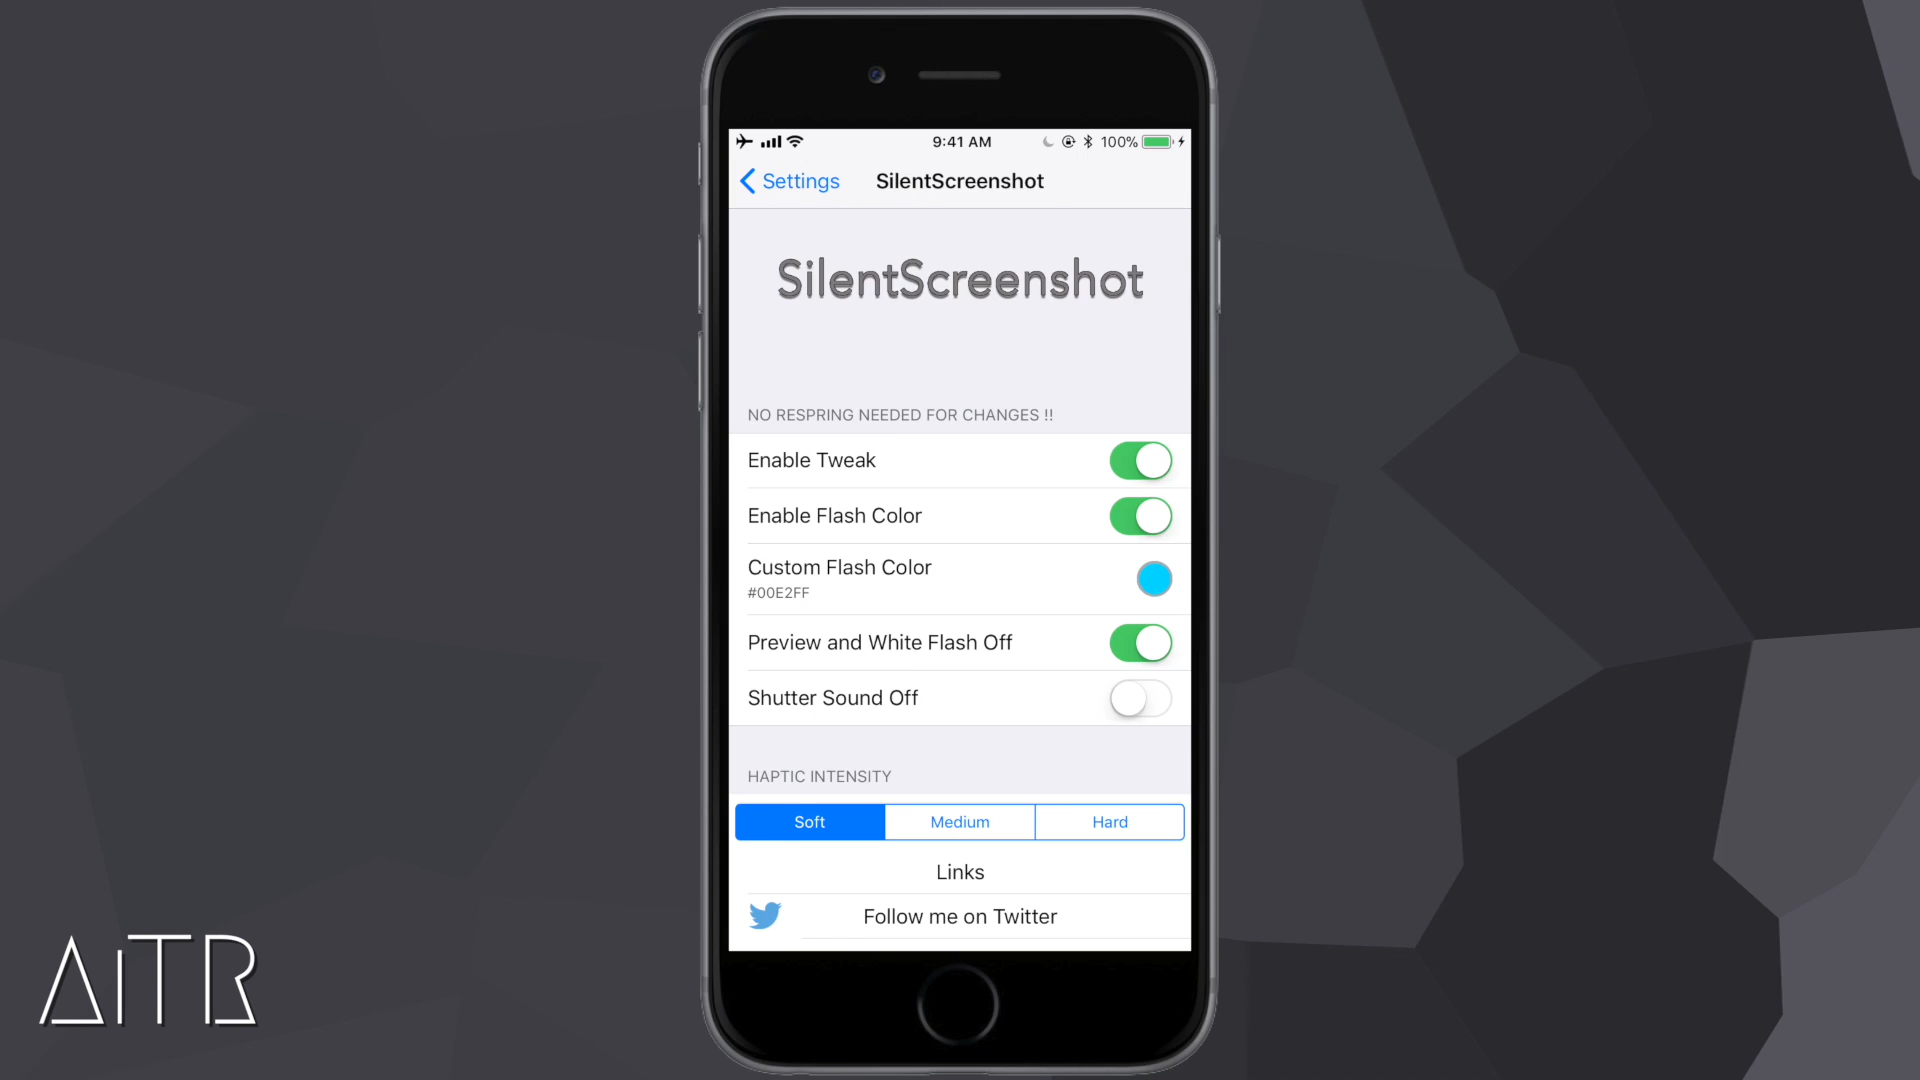 9:41 AM 100%
Settings SilentScreenshot
SilentScreenshot
NO RESPRING NEEDED FOR CHANGES !!
Enable Tweak
Enable Flash Color
Custom Flash Color
#00E2FF
Preview and White Flash Off
Shutter Sound Off
HAPTIC INTENSITY
Soft Medium Hard
Links
Follow me on Twitter
AiTR